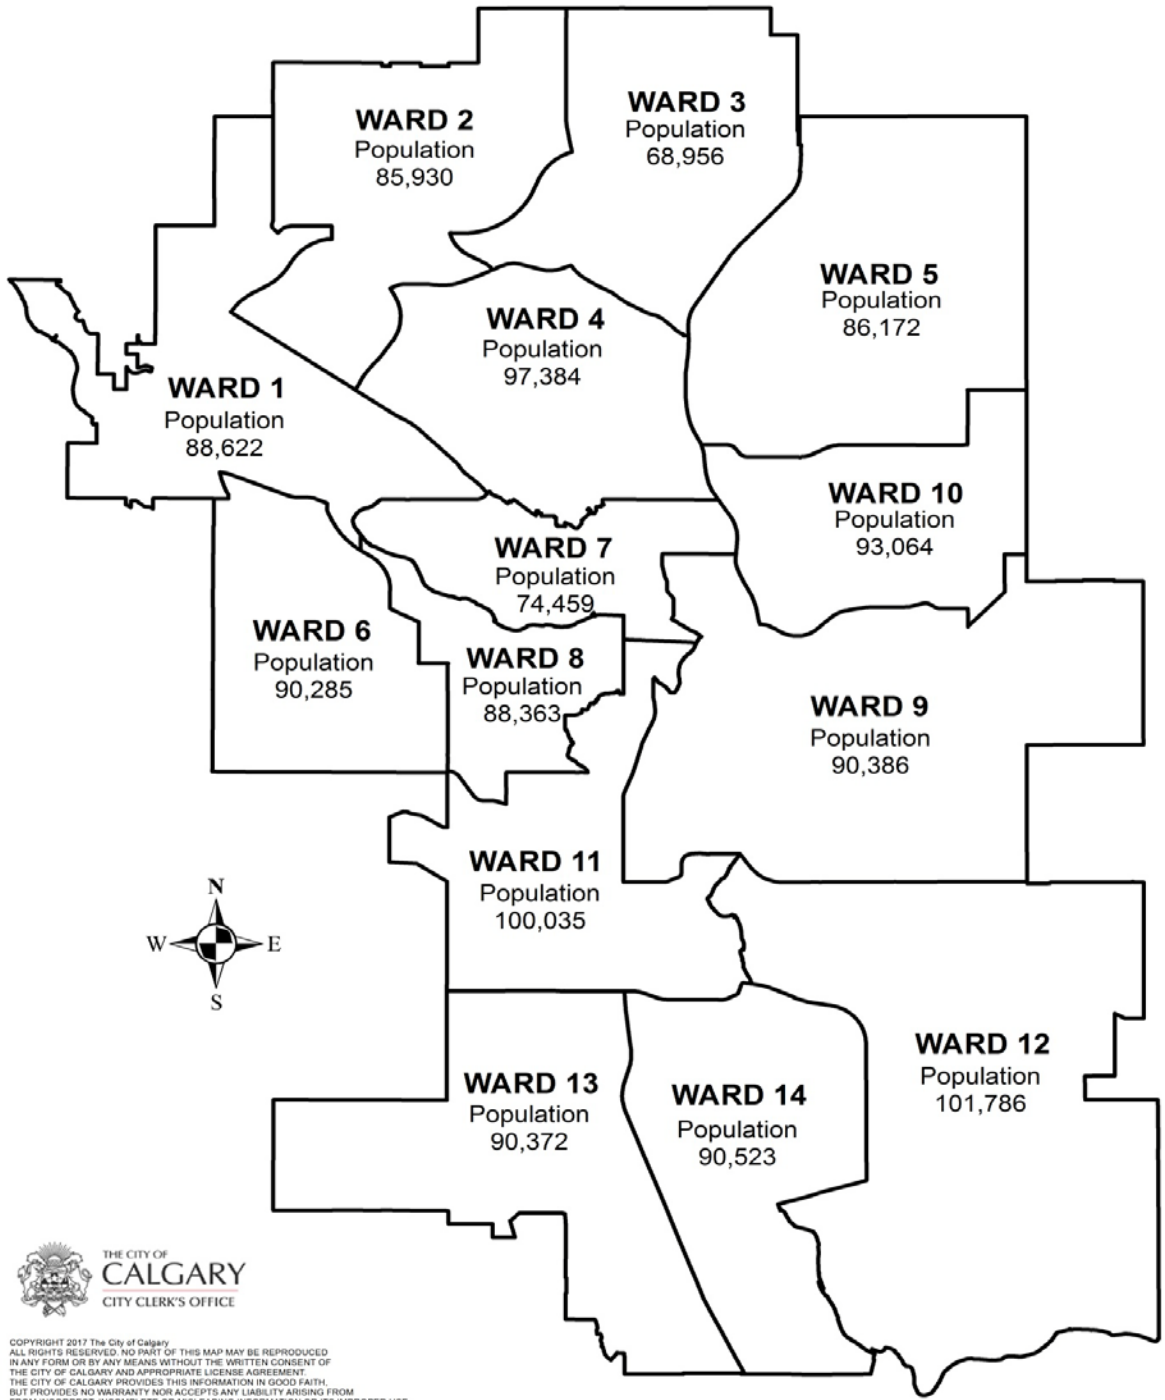 WARD 3
Population
68,956
WARD 2
Population
85,930
WARD 5
Population
86,172
WARD 4
Population
97,384
WARD 1
Population
88,622
WARD 10
Population
93,064
WARD 7
Population
74,459
WARD 6
Population
90,285
WARD 8
Population
88,363
WARD 9
Population
90,386
WARD 11
Population
100,035
N
W E
S
WARD 12
Population
101,786
WARD 13
Population
90,372
WARD 14
Population
90,523
THE CITY OF
CALGARY
CITY CLERK'S OFFICE
COPYRIGHT 2017 The City of Calgary
ALL RIGHTS RESERVED. NO PART OF THIS MAP MAY BE REPRODUCED
IN ANY FORM OR BY ANY MEANS WITHOUT THE WRITTEN CONSENT OF
THE CITY OF CALGARY AND APPROPRIATE LICENSE AGREEMENT.
THE CITY OF CALGARY PROVIDES THIS INFORMATION IN GOOD FAITH,
BUT PROVIDES NO WARRANTY NOR ACCEPTS ANY LIABILITY ARISING FROM